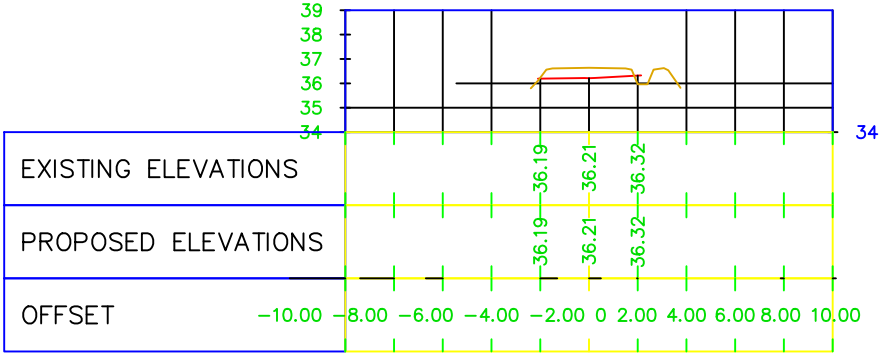 39
38
37
36
35
34 34
EXISTING ELEVATIONS 36.19 36.21 36.32
PROPOSED ELEVATIONS 36.19 36.21 36.32
OFFSET -10.00 -8.00 -6.00 -4.00 -2.00 0 2.00 4.00 6.00 8.00 10.00